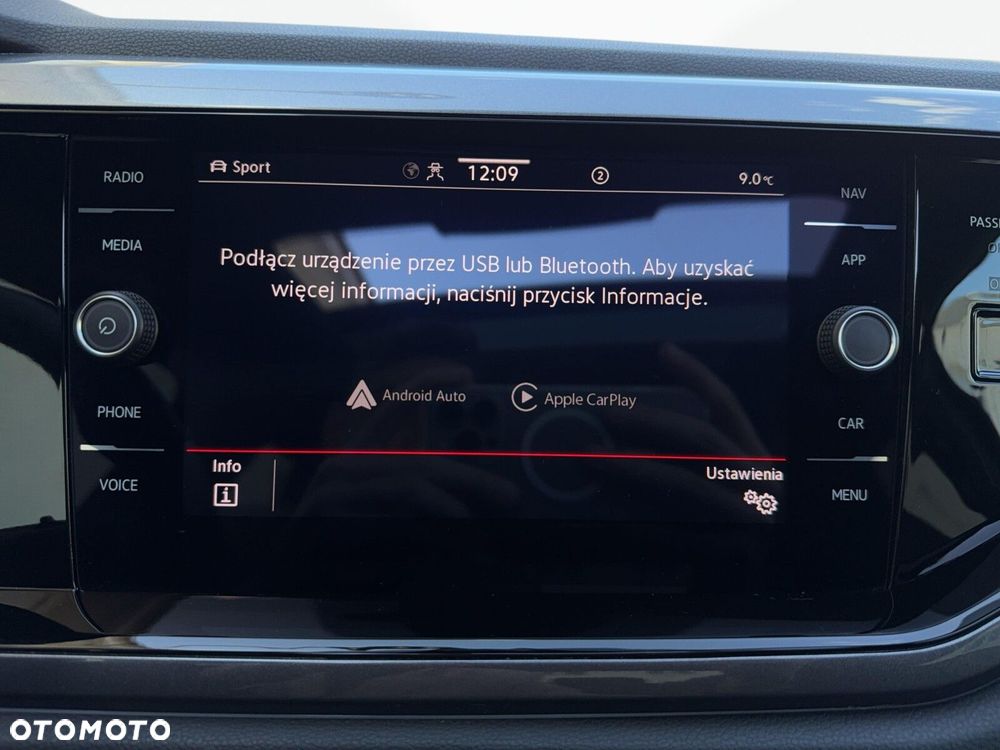 RADIO
MEDIA
PHONE
VOICE
Sport
12:09
2
9.0°C
Podłącz urządzenie przez USB lub Bluetooth. Aby uzyskać
więcej informacji, naciśnij przycisk Informacje.
Android Auto
Apple CarPlay
Info
i
Ustawienia
NAV
APP
CAR
MENU
OTOMOTO